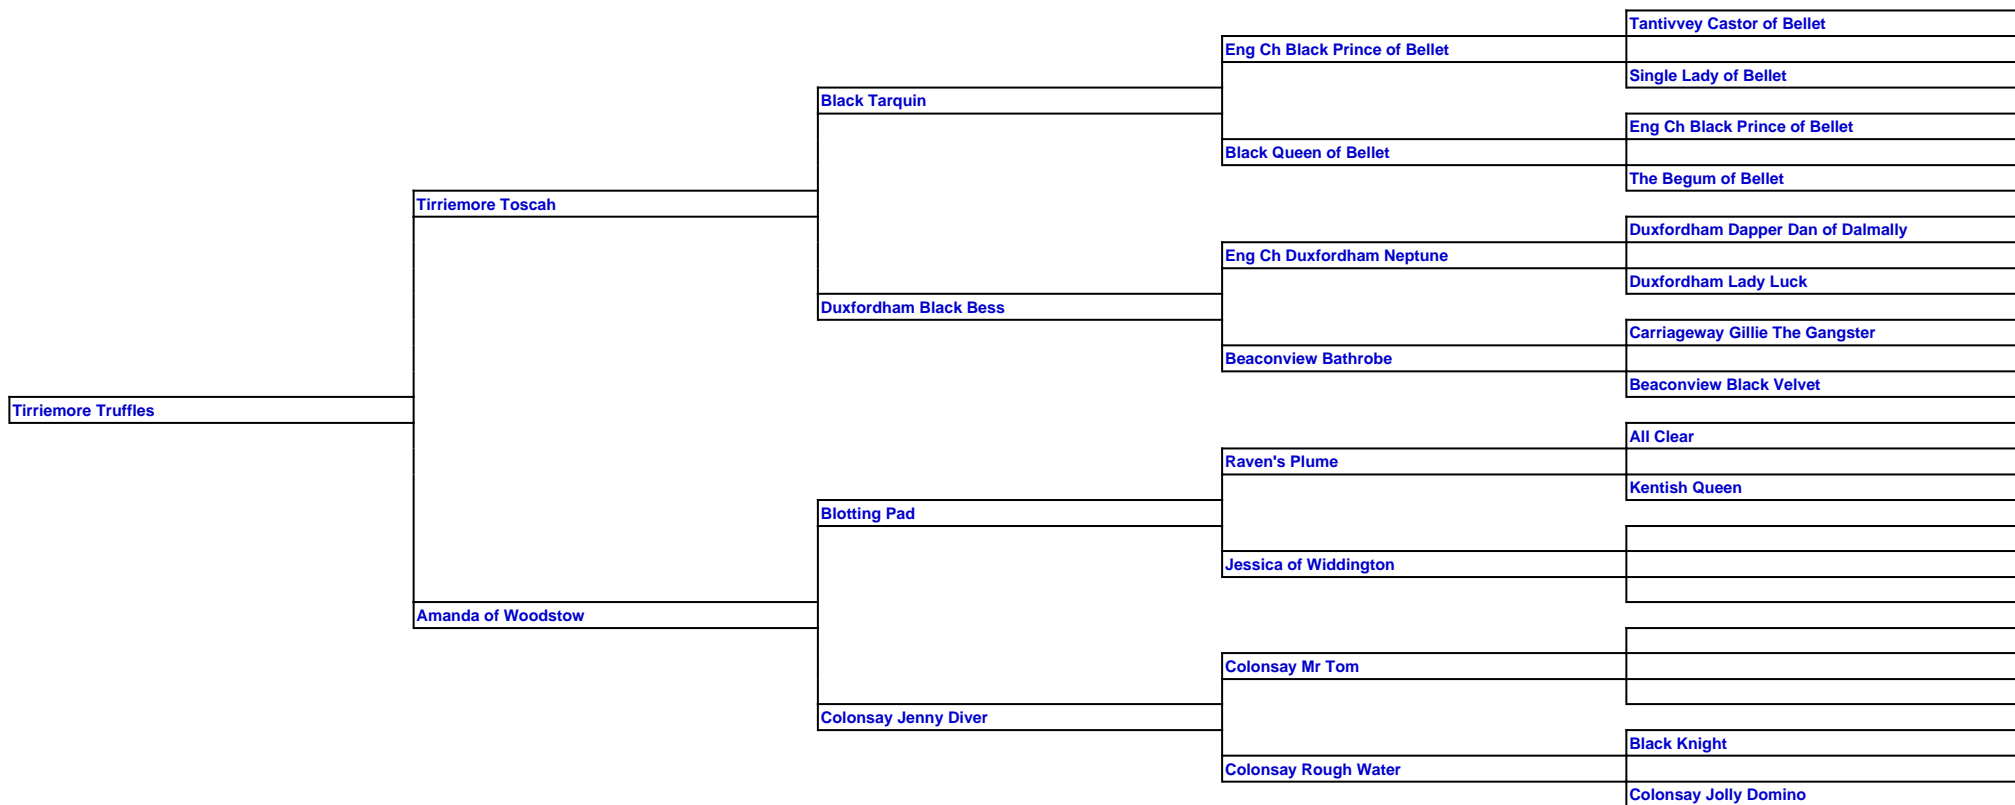 Tantivvey Castor of Bellet
Eng Ch Black Prince of Bellet
Single Lady of Bellet
Black Tarquin
Eng Ch Black Prince of Bellet
Black Queen of Bellet
The Begum of Bellet
Tirriemore Toscah
Duxfordham Dapper Dan of Dalmally
Eng Ch Duxfordham Neptune
Duxfordham Lady Luck
Duxfordham Black Bess
Carriageway Gillie The Gangster
Beaconview Bathrobe
Beaconview Black Velvet
Tirriemore Truffles
All Clear
Raven's Plume
Kentish Queen
Blotting Pad
Jessica of Widdington
Amanda of Woodstow
Colonsay Mr Tom
Colonsay Jenny Diver
Black Knight
Colonsay Rough Water
Colonsay Jolly Domino